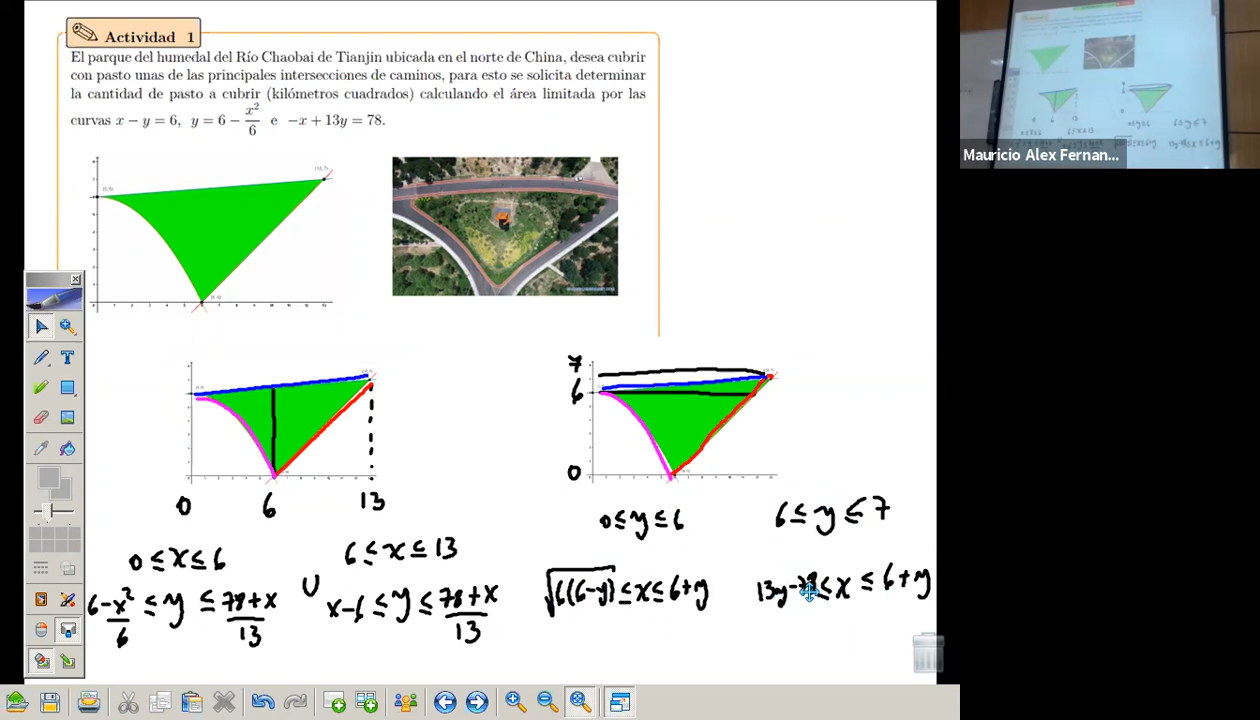 Actividad 1
El parque del humedal del Río Chaobai de Tianjin ubicada en el norte de China, desea cubrir
con pasto unas de las principales intersecciones de caminos, para esto se solicita determinar
la cantidad de pasto a cubrir (kilómetros cuadrados) calculando el área limitada por las
curvas x − y = 6, y = 6 − x²/6 e −x + 13y = 78.
Mauricio Alex Fernan...
7
6
0
0 6 13
0 ≤ x ≤ 6
6 ≤ x ≤ 13
6 − x²/6 ≤ y ≤ (78+x)/13
∪
x−6 ≤ y ≤ (78+x)/13
0 ≤ y ≤ 6
6 ≤ y ≤ 7
√(6(6−y)) ≤ x ≤ 6+y
13y−78 ≤ x ≤ 6+y